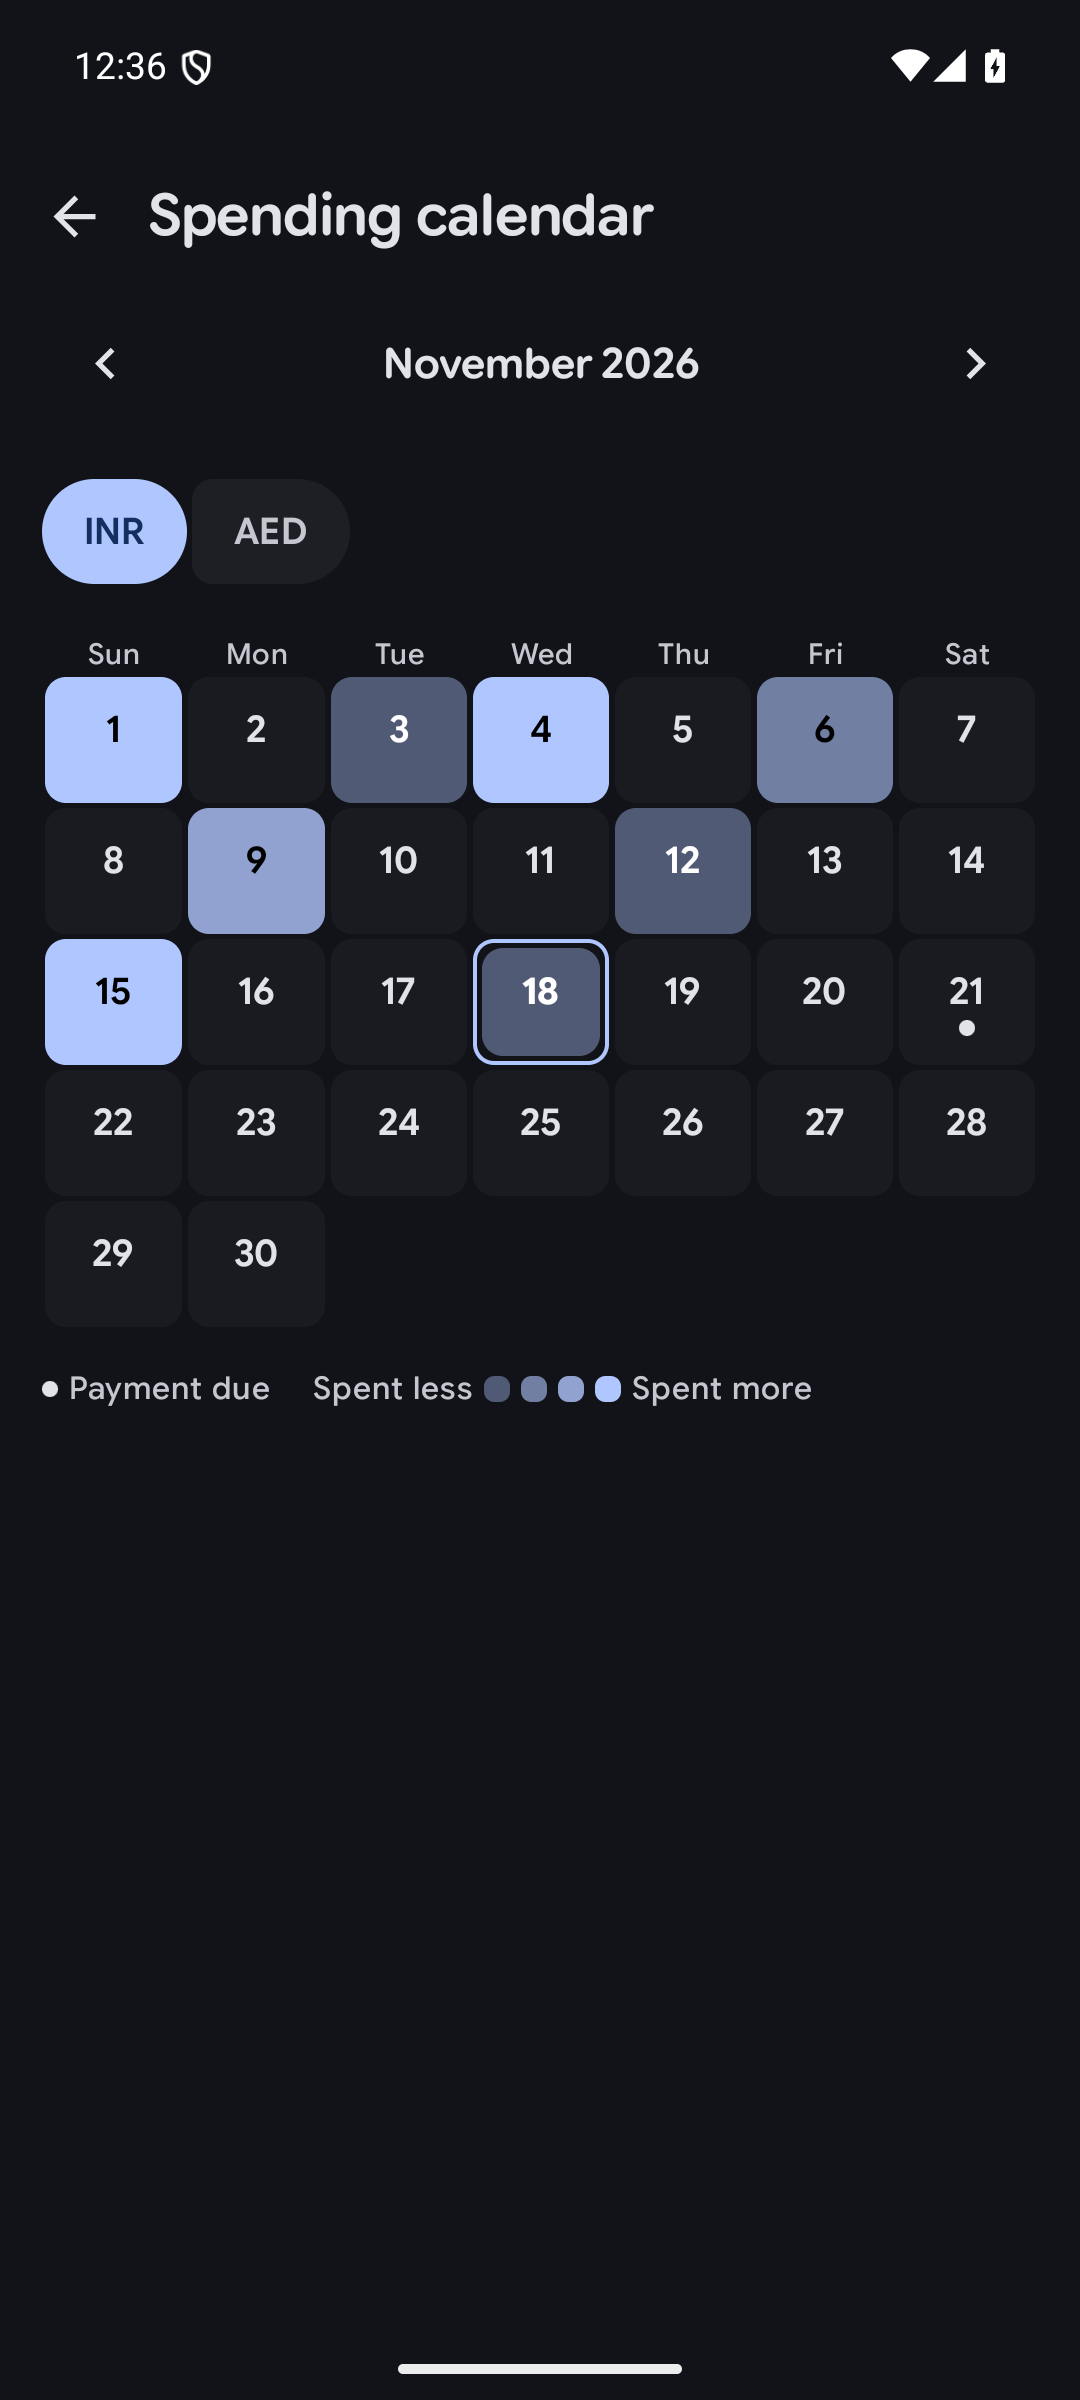 12:36
Spending calendar
November 2026
INR AED
Sun Mon Tue Wed Thu Fri Sat
1 2 3 4 5 6 7
8 9 10 11 12 13 14
15 16 17 18 19 20 21
22 23 24 25 26 27 28
29 30
Payment due Spent less Spent more